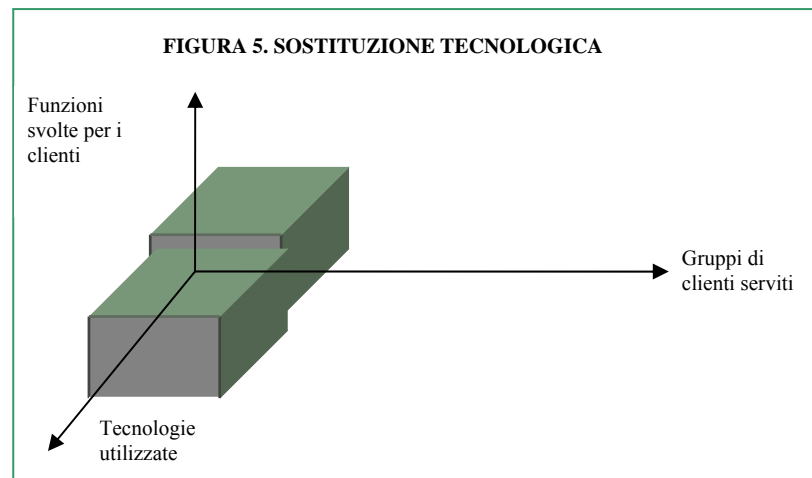 FIGURA 5. SOSTITUZIONE TECNOLOGICA
Funzioni
svolte per i
clienti
Gruppi di
clienti serviti
Tecnologie
utilizzate